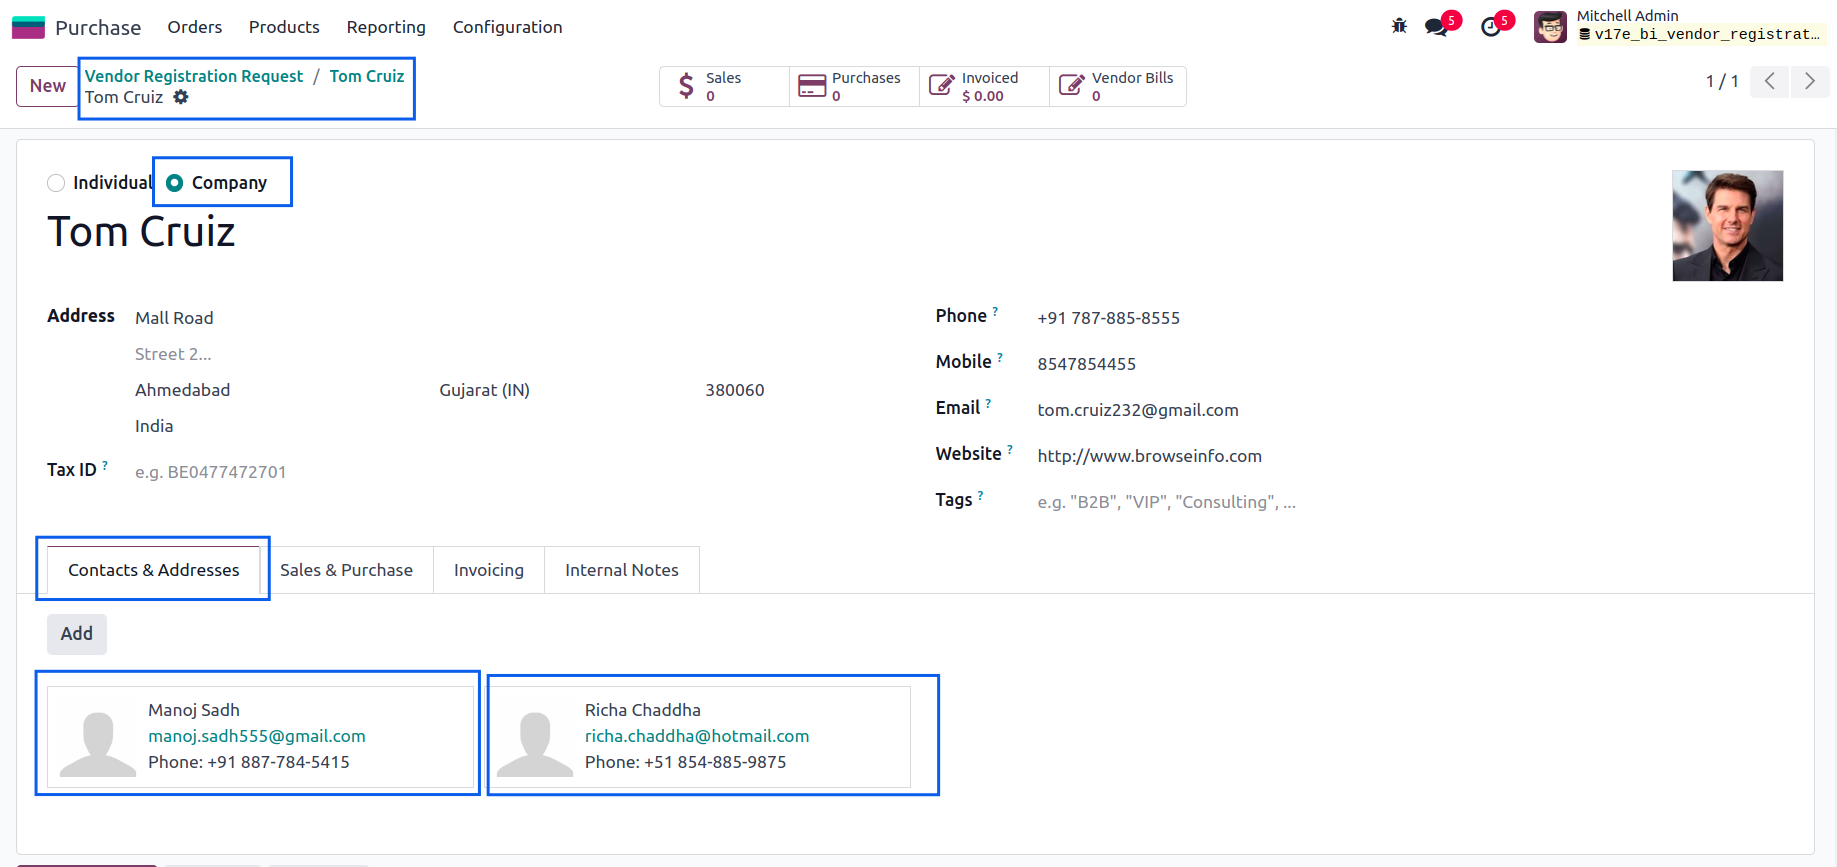 Purchase Orders Products Reporting Configuration
5 5
Mitchell Admin
v17e_bi_vendor_registrat...
New
Vendor Registration Request / Tom Cruiz
Tom Cruiz
Sales
0
Purchases
0
Invoiced
$ 0.00
Vendor Bills
0
1 / 1
Individual Company
Tom Cruiz
Address Mall Road
Street 2...
Ahmedabad Gujarat (IN) 380060
India
Tax ID ? e.g. BE0477472701
Phone ? +91 787-885-8555
Mobile ? 8547854455
Email ? tom.cruiz232@gmail.com
Website ? http://www.browseinfo.com
Tags ? e.g. "B2B", "VIP", "Consulting", ...
Contacts & Addresses Sales & Purchase Invoicing Internal Notes
Add
Manoj Sadh
manoj.sadh555@gmail.com
Phone: +91 887-784-5415
Richa Chaddha
richa.chaddha@hotmail.com
Phone: +51 854-885-9875